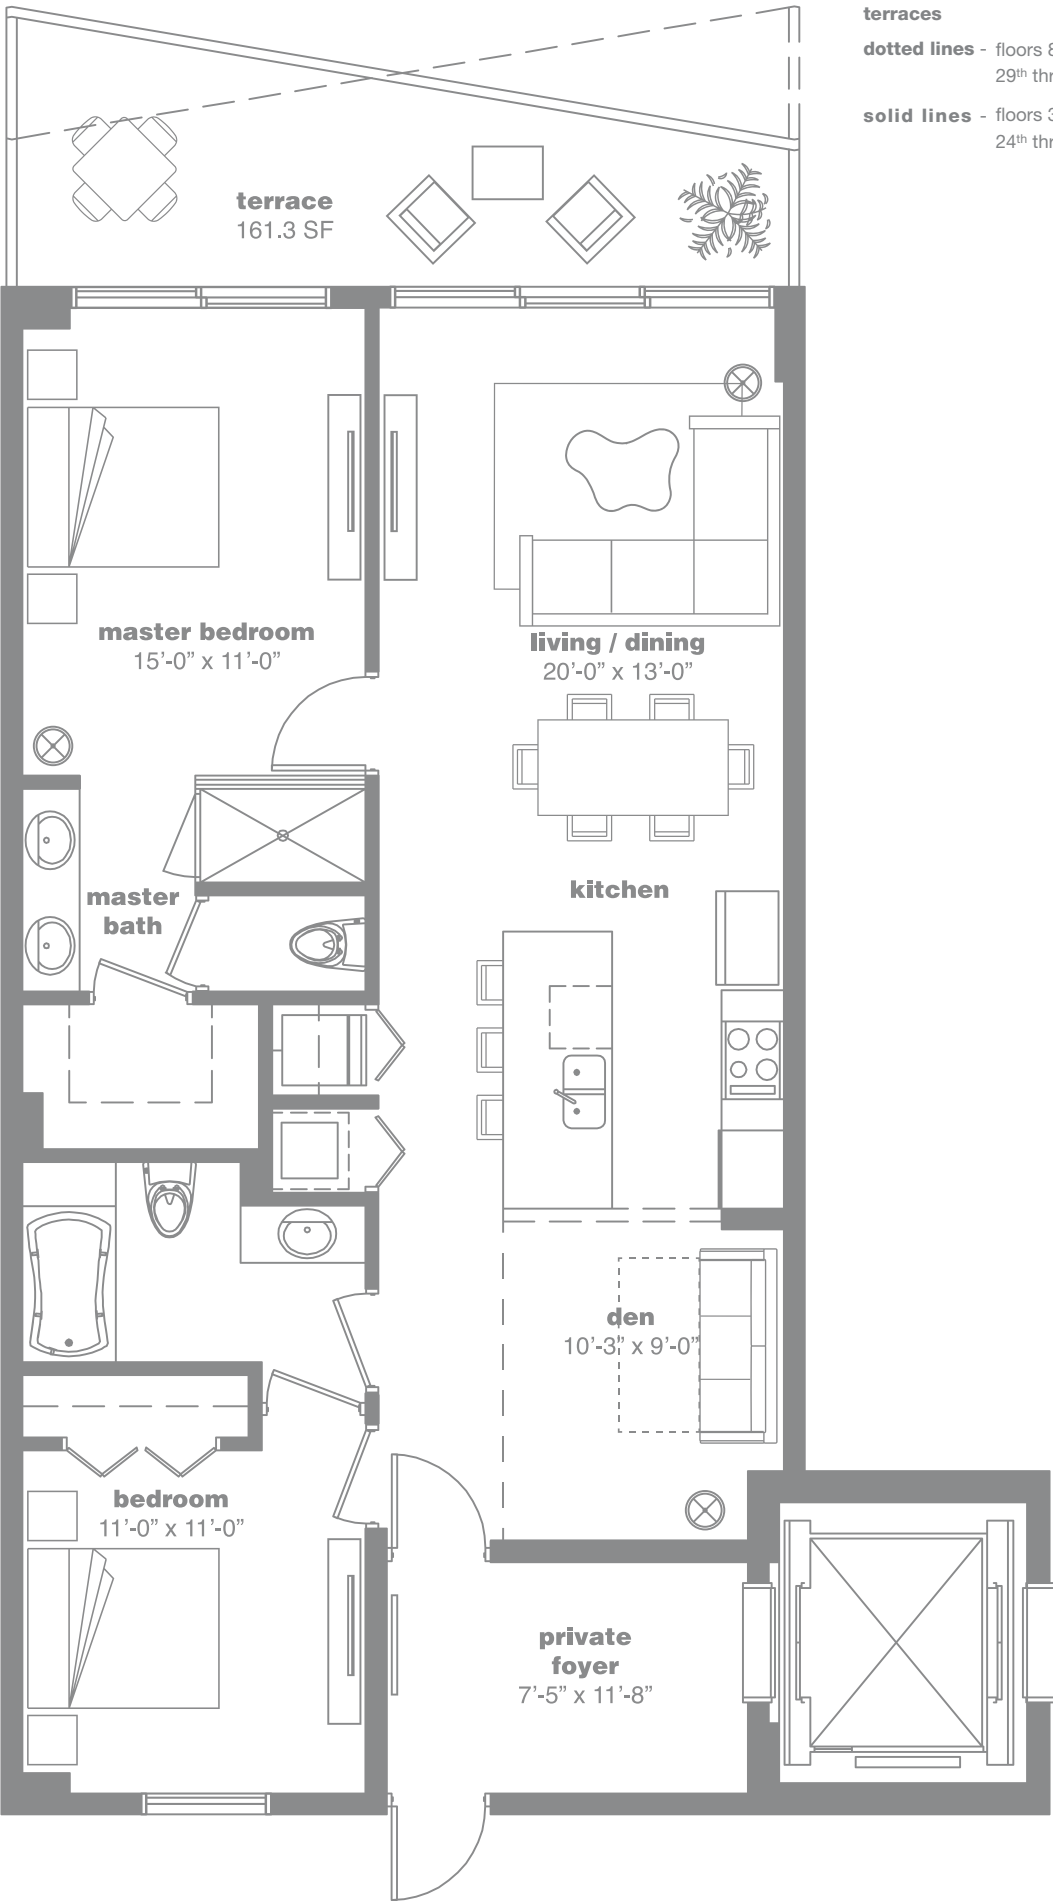 terraces
dotted lines - floors 8
29th thr
solid lines - floors 3
24th thr
terrace
161.3 SF
master bedroom
15’-0” x 11’-0”
living / dining
20’-0” x 13’-0”
master
bath
kitchen
den
10’-3” x 9’-0”
bedroom
11’-0” x 11’-0”
private
foyer
7’-5” x 11’-8”